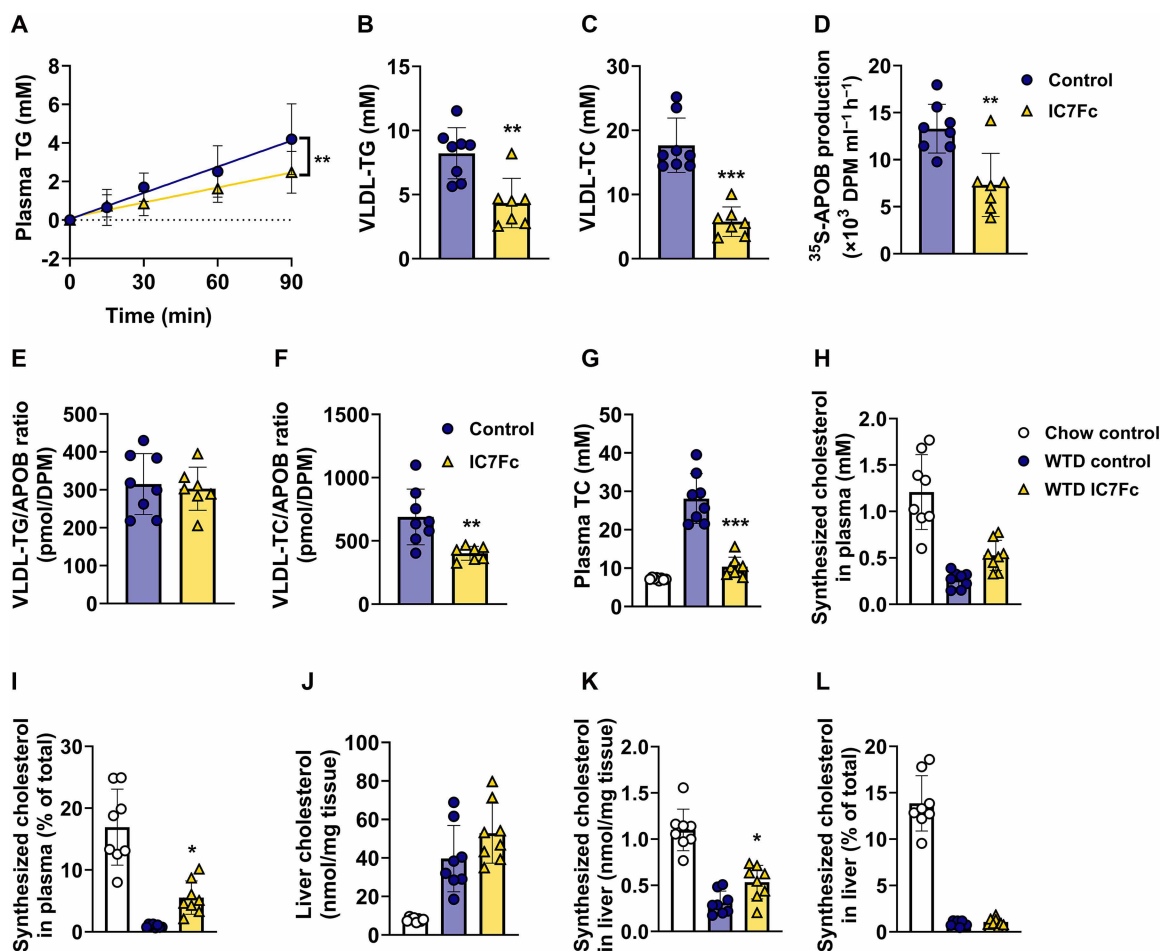 A
Plasma TG (mM)
8
6
4
2
0
-2
0 30 60 90
Time (min)
**
B
VLDL-TG (mM)
15
10
5
0
**
C
VLDL-TC (mM)
30
20
10
0
***
D
³⁵S-APOB production
(×10³ DPM ml⁻¹ h⁻¹)
20
15
10
5
0
**
Control
IC7Fc
E
VLDL-TG/APOB ratio
(pmol/DPM)
500
400
300
200
100
0
F
VLDL-TC/APOB ratio
(pmol/DPM)
1500
1000
500
0
**
Control
IC7Fc
G
Plasma TC (mM)
50
40
30
20
10
0
***
H
Synthesized cholesterol
in plasma (mM)
2.0
1.5
1.0
0.5
0.0
Chow control
WTD control
WTD IC7Fc
I
Synthesized cholesterol
in plasma (% of total)
30
20
10
0
*
J
Liver cholesterol
(nmol/mg tissue)
100
80
60
40
20
0
K
Synthesized cholesterol
in liver (nmol/mg tissue)
2.0
1.5
1.0
0.5
0.0
*
L
Synthesized cholesterol
in liver (% of total)
20
15
10
5
0